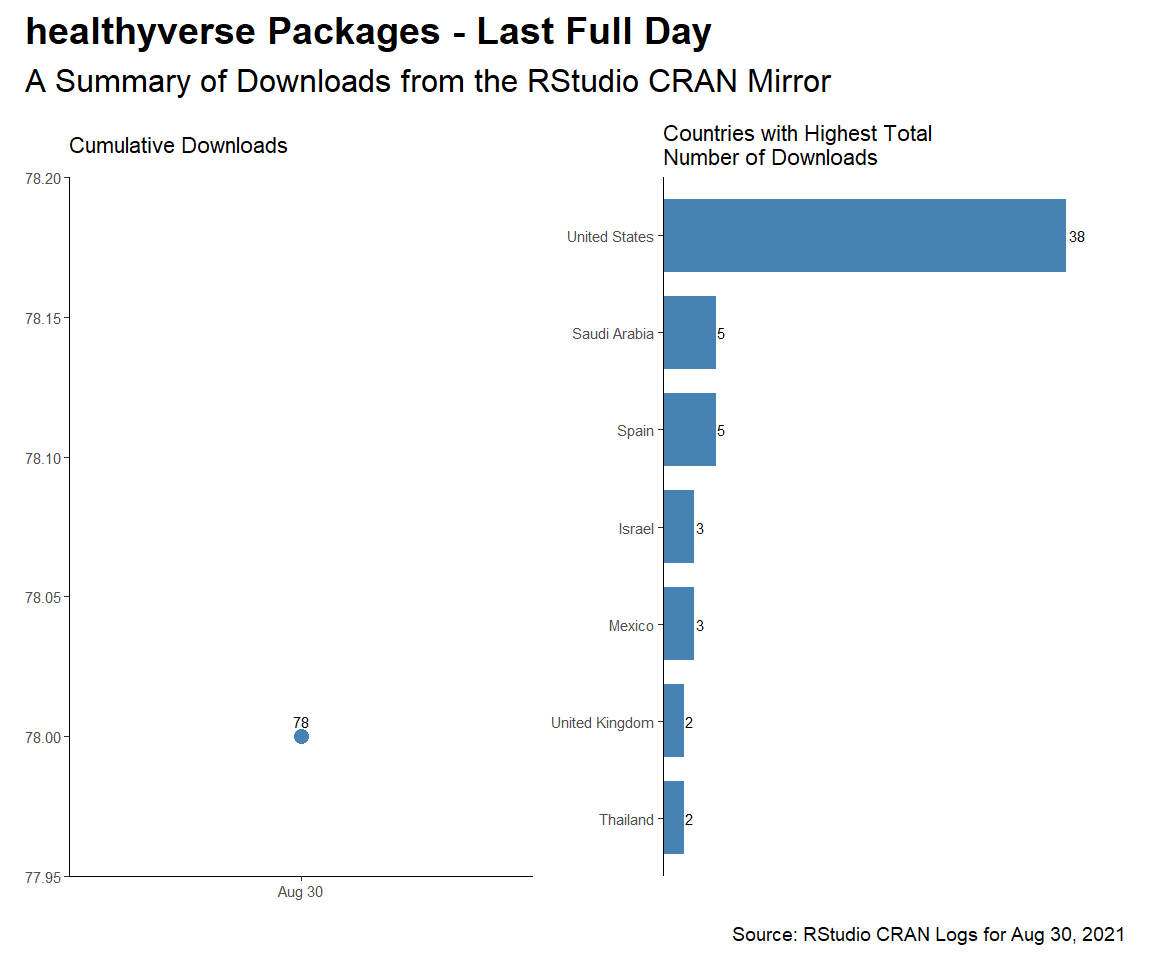 healthyverse Packages - Last Full Day
A Summary of Downloads from the RStudio CRAN Mirror
Cumulative Downloads
78.20
78.15
78.10
78.05
78.00
77.95
78
Aug 30
Countries with Highest Total
Number of Downloads
United States 38
Saudi Arabia 5
Spain 5
Israel 3
Mexico 3
United Kingdom 2
Thailand 2
Source: RStudio CRAN Logs for Aug 30, 2021